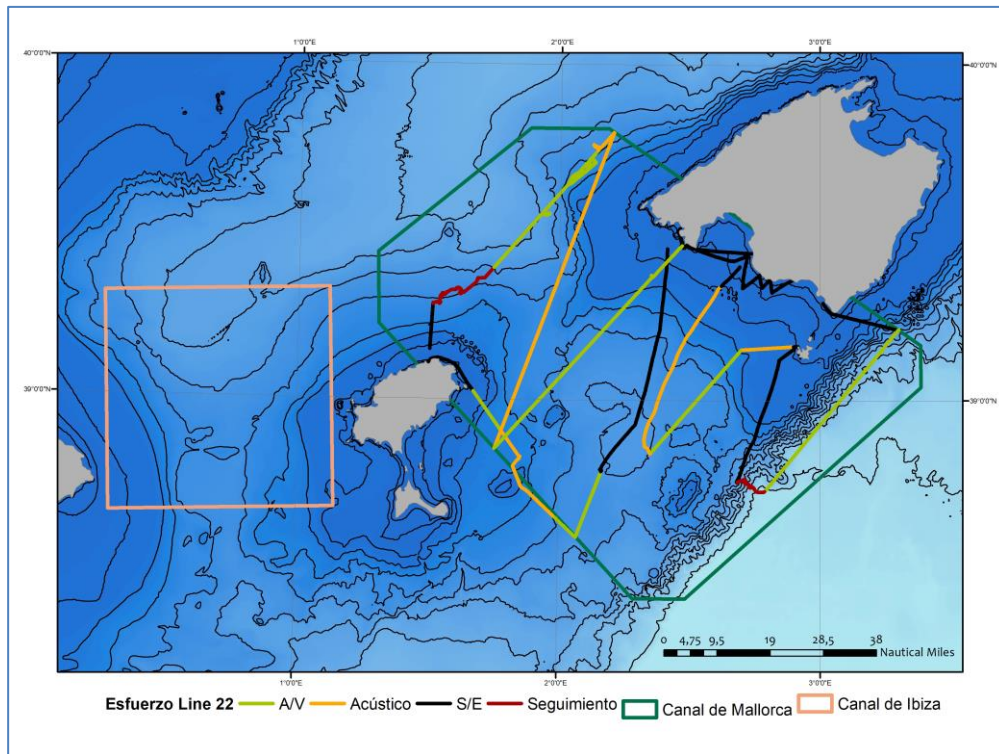 1°0'0"E 2°0'0"E 3°0'0"E
40°0'0"N 40°0'0"N
39°0'0"N 39°0'0"N
0 4,75 9,5 19 28,5 38
Nautical Miles
1°0'0"E 2°0'0"E 3°0'0"E
Esfuerzo Line 22 A/V Acústico S/E Seguimiento Canal de Mallorca Canal de Ibiza